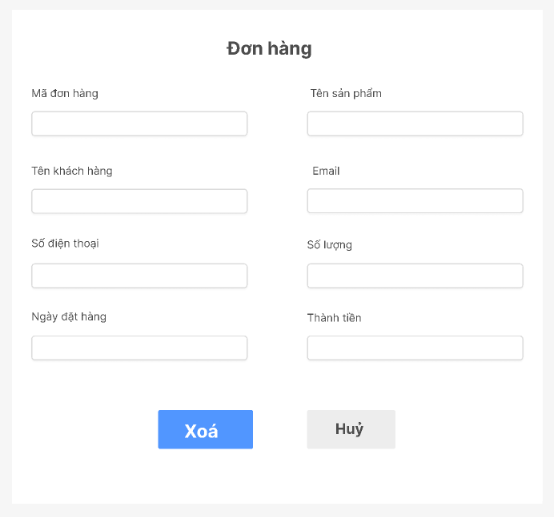 Đơn hàng
Mã đơn hàng
Tên sản phẩm
Tên khách hàng
Email
Số điện thoại
Số lượng
Ngày đặt hàng
Thành tiền
Xoá
Huỷ